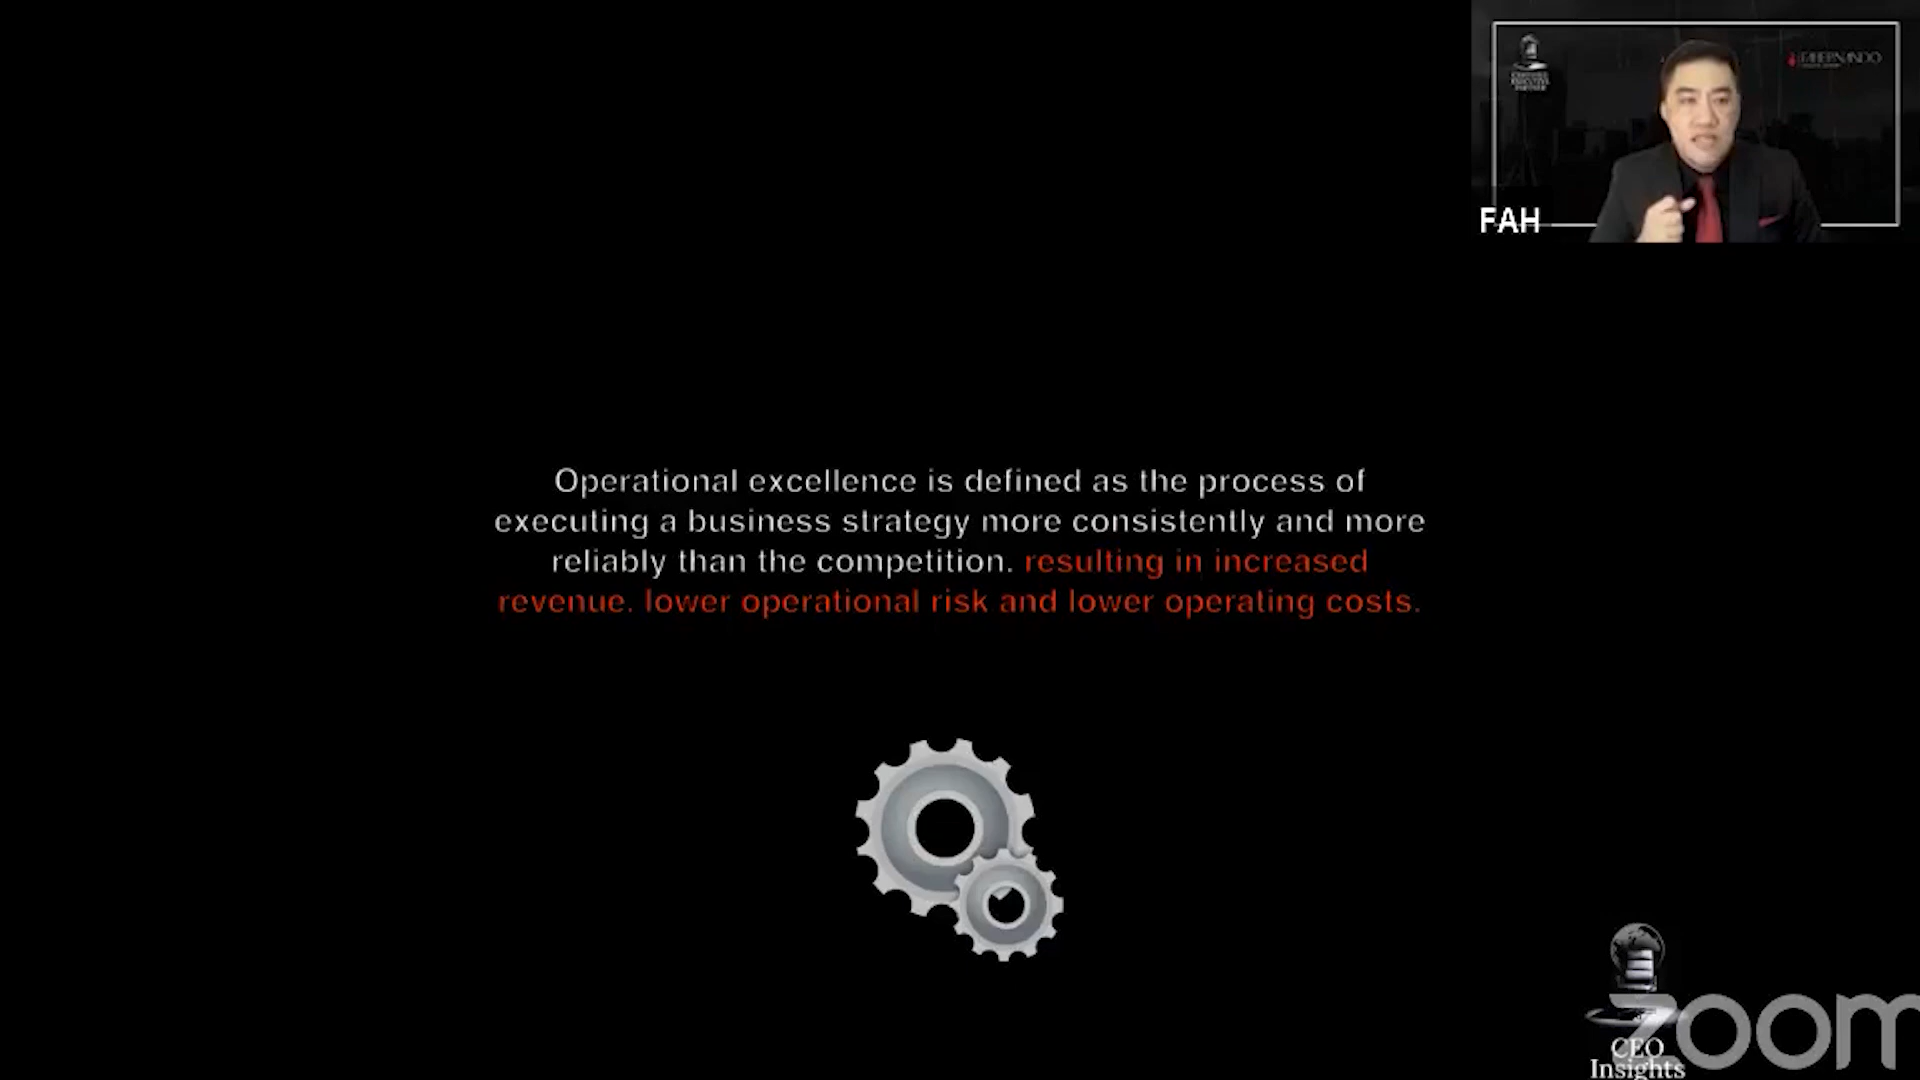 FAH
Operational excellence is defined as the process of
executing a business strategy more consistently and more
reliably than the competition. resulting in increased
revenue. lower operational risk and lower operating costs.
CEO
Insights
zoom